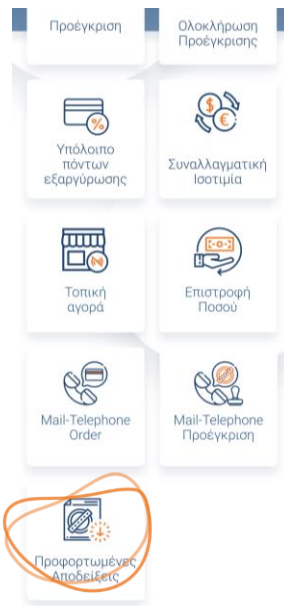 Προέγκριση
Ολοκλήρωση
Προέγκρισης
Υπόλοιπο
πόντων
εξαργύρωσης
Συναλλαγματική
Ισοτιμία
Τοπική
αγορά
Επιστροφή
Ποσού
Mail-Telephone
Order
Mail-Telephone
Προέγκριση
Προφορτωμένες
Αποδείξεις